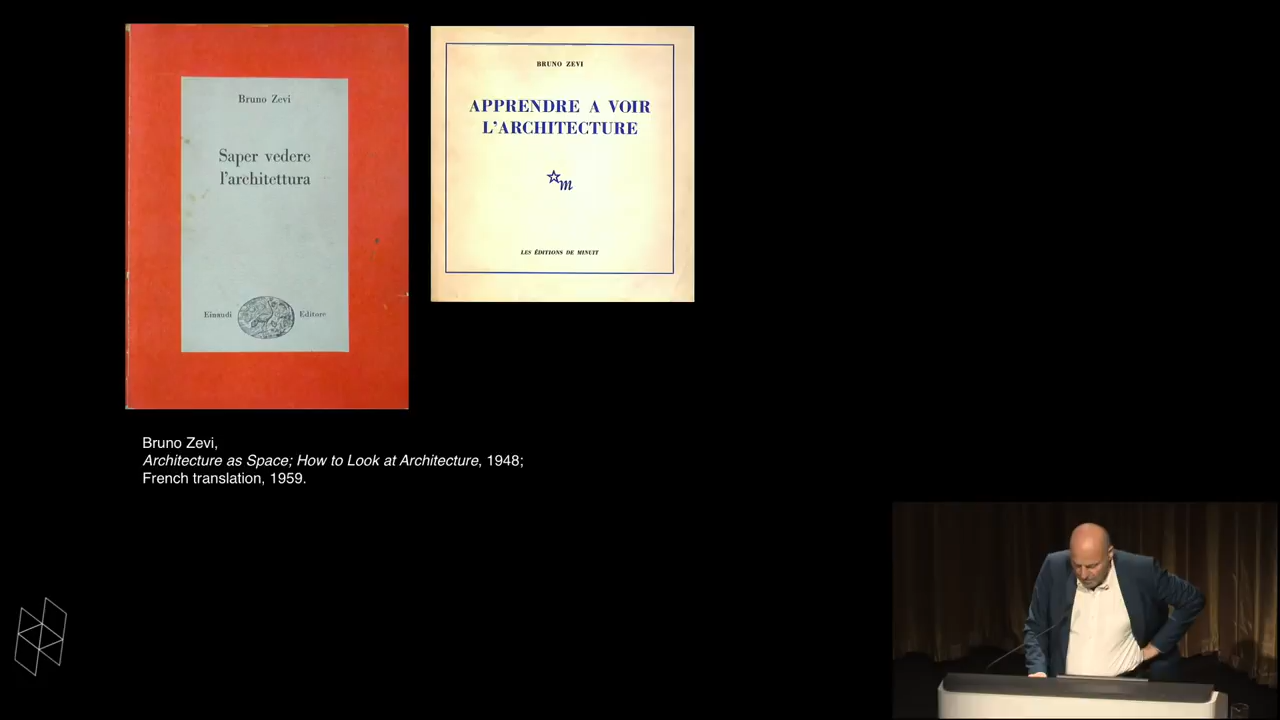 Bruno Zevi
Saper vedere
l'architettura
Einaudi Editore
BRUNO ZEVI
APPRENDRE A VOIR
L'ARCHITECTURE
m
LES ÉDITIONS DE MINUIT
Bruno Zevi,
Architecture as Space; How to Look at Architecture, 1948;
French translation, 1959.